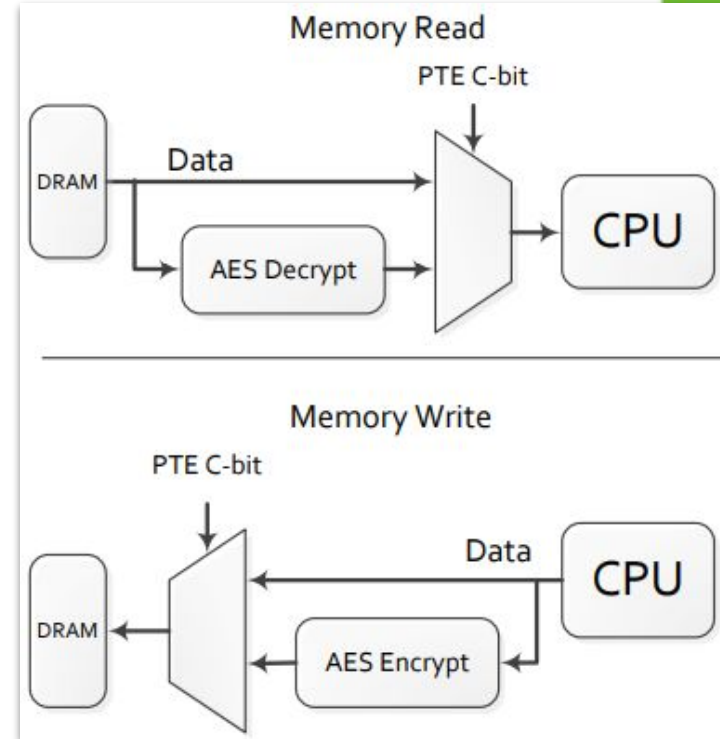 Memory Read
PTE C-bit
Data
DRAM
AES Decrypt
CPU
Memory Write
PTE C-bit
Data
CPU
DRAM
AES Encrypt